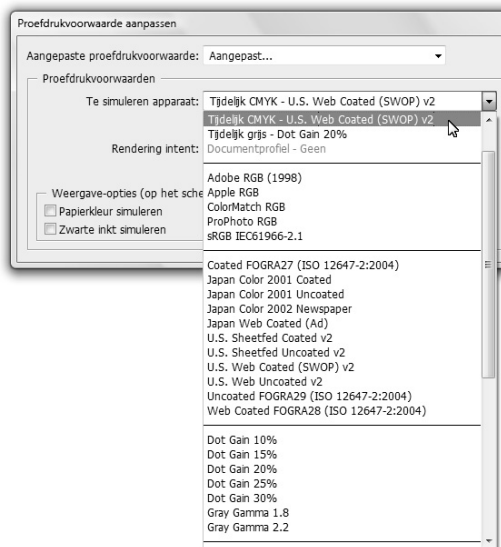 Proefdrukvoorwaarde aanpassen
Aangepaste proefdrukvoorwaarde: Aangepast...
Proefdrukvoorwaarden
Te simuleren apparaat: Tijdelijk CMYK - U.S. Web Coated (SWOP) v2
Tijdelijk CMYK - U.S. Web Coated (SWOP) v2
Tijdelijk grijs - Dot Gain 20%
Rendering intent: Documentprofiel - Geen
Adobe RGB (1998)
Weergave-opties (op het sche
Apple RGB
Papierkleur simuleren
ColorMatch RGB
ProPhoto RGB
Zwarte inkt simuleren
sRGB IEC61966-2.1
Coated FOGRA27 (ISO 12647-2:2004)
Japan Color 2001 Coated
Japan Color 2001 Uncoated
Japan Color 2002 Newspaper
Japan Web Coated (Ad)
U.S. Sheetfed Coated v2
U.S. Sheetfed Uncoated v2
U.S. Web Coated (SWOP) v2
U.S. Web Uncoated v2
Uncoated FOGRA29 (ISO 12647-2:2004)
Web Coated FOGRA28 (ISO 12647-2:2004)
Dot Gain 10%
Dot Gain 15%
Dot Gain 20%
Dot Gain 25%
Dot Gain 30%
Gray Gamma 1.8
Gray Gamma 2.2